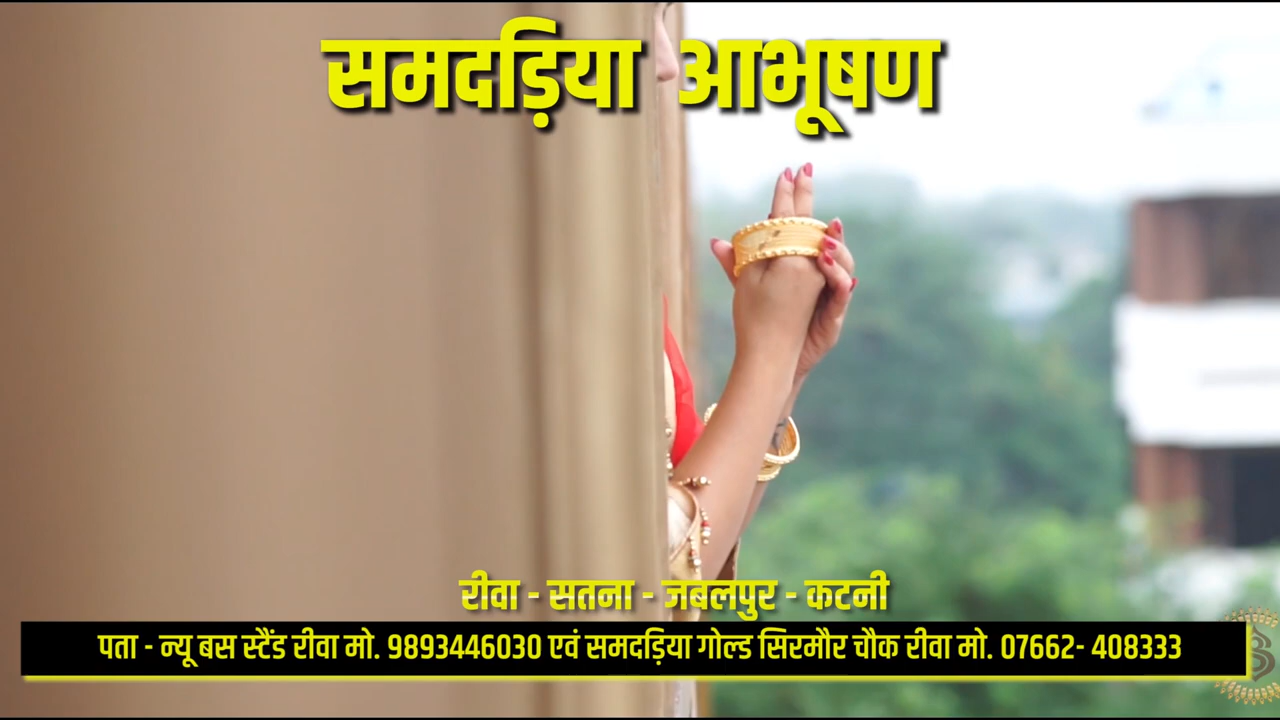 समदड़िया आभूषण
रीवा - सतना - जबलपुर - कटनी
पता - न्यू बस स्टैंड रीवा मो. 9893446030 एवं समदड़िया गोल्ड सिरमौर चौक रीवा मो. 07662- 408333